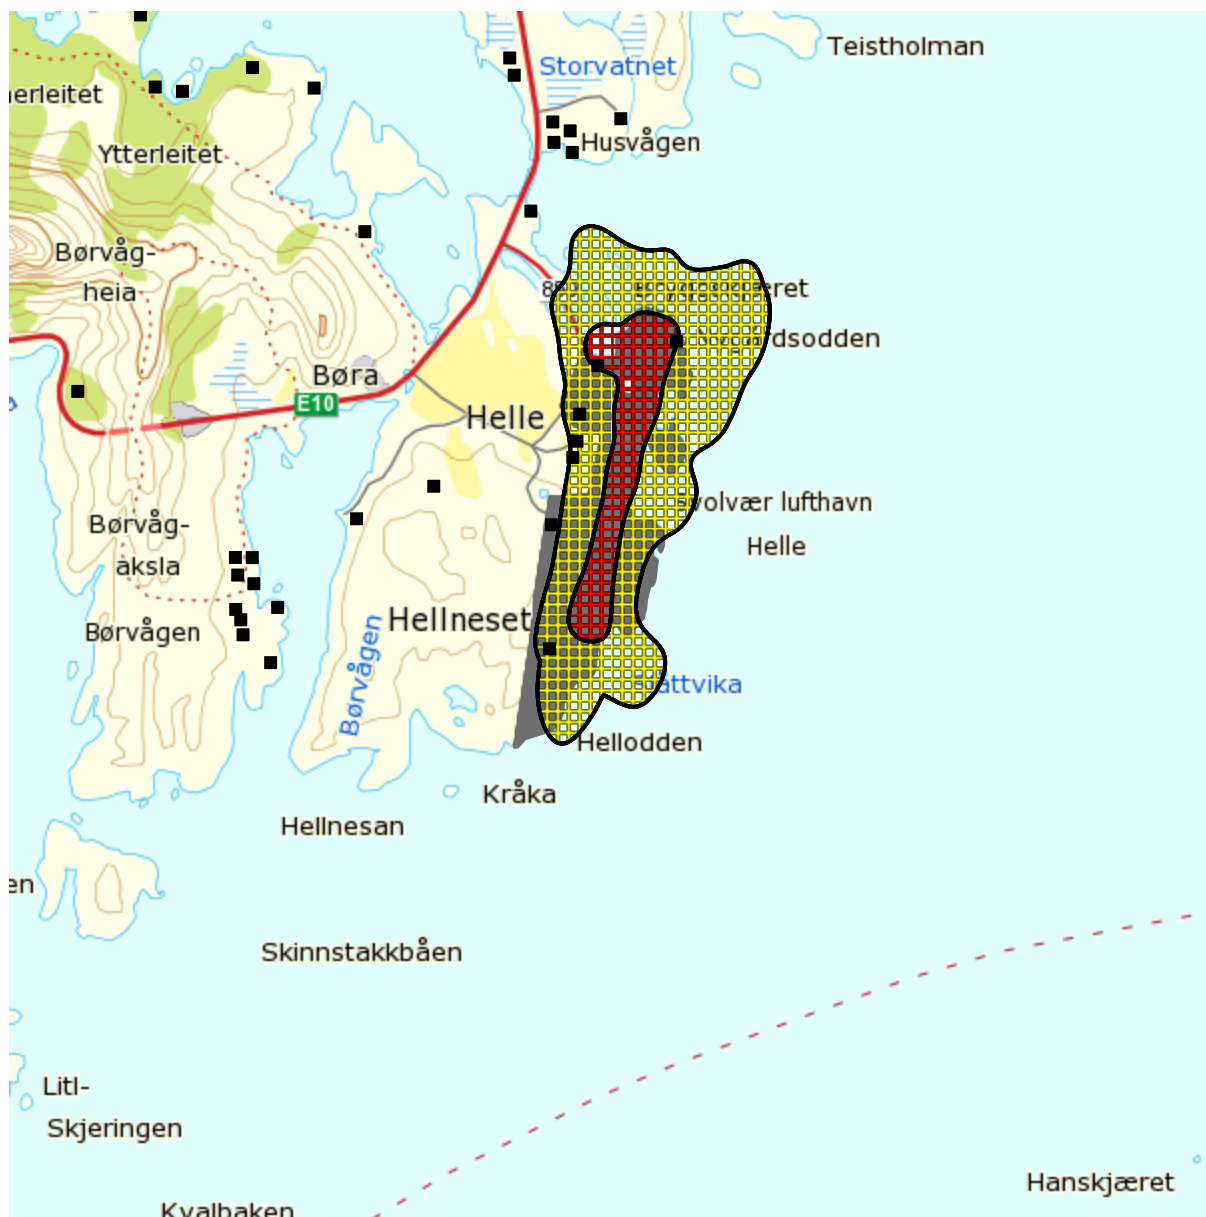 Teistholman
Storvatnet
Husvågen
Ytterleitet
Børvåg-
heia
Børa
E10
Helle
Svolvær lufthavn
Helle
Børvåg-
aksla
Børvågen
Hellneset
Børvågen
Hellodden
Kråka
Hellnesan
Skinnstakkbåen
Litl-
Skjeringen
Hanskjæret
Kvalbaken